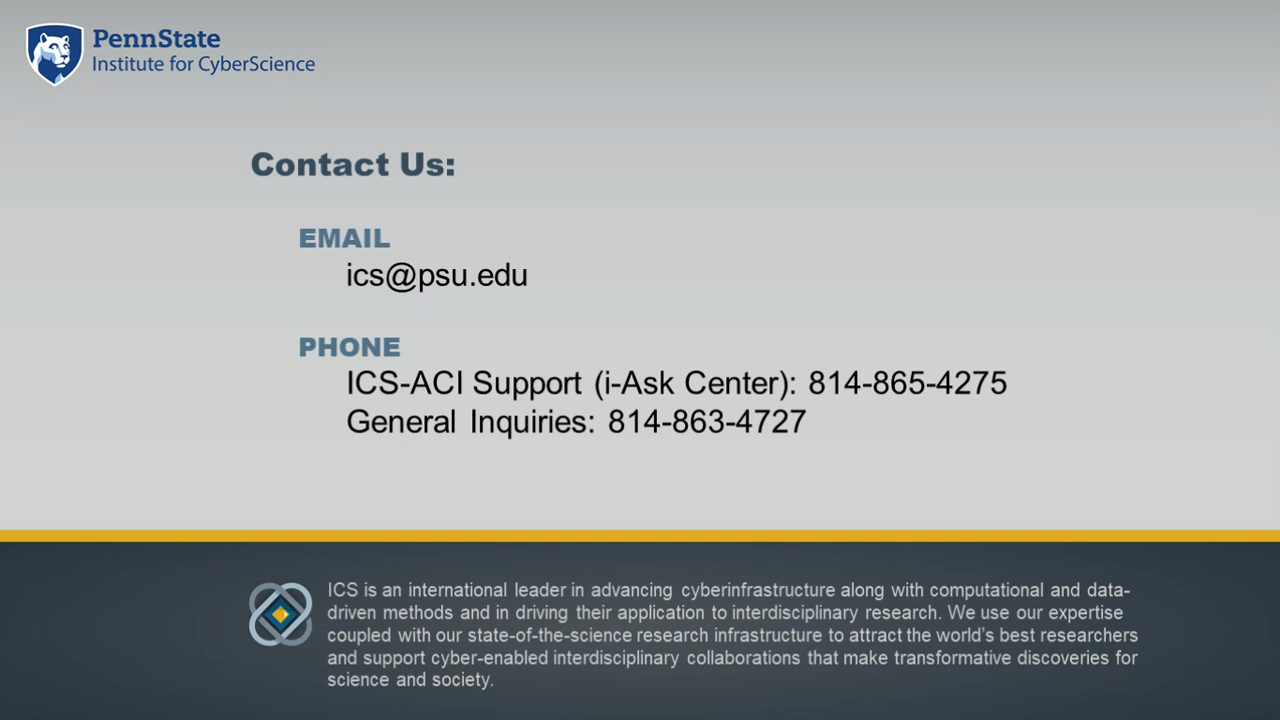 PennState
Institute for CyberScience
Contact Us:
EMAIL
ics@psu.edu
PHONE
ICS-ACI Support (i-Ask Center): 814-865-4275
General Inquiries: 814-863-4727
ICS is an international leader in advancing cyberinfrastructure along with computational and data-
driven methods and in driving their application to interdisciplinary research. We use our expertise
coupled with our state-of-the-science research infrastructure to attract the world’s best researchers
and support cyber-enabled interdisciplinary collaborations that make transformative discoveries for
science and society.